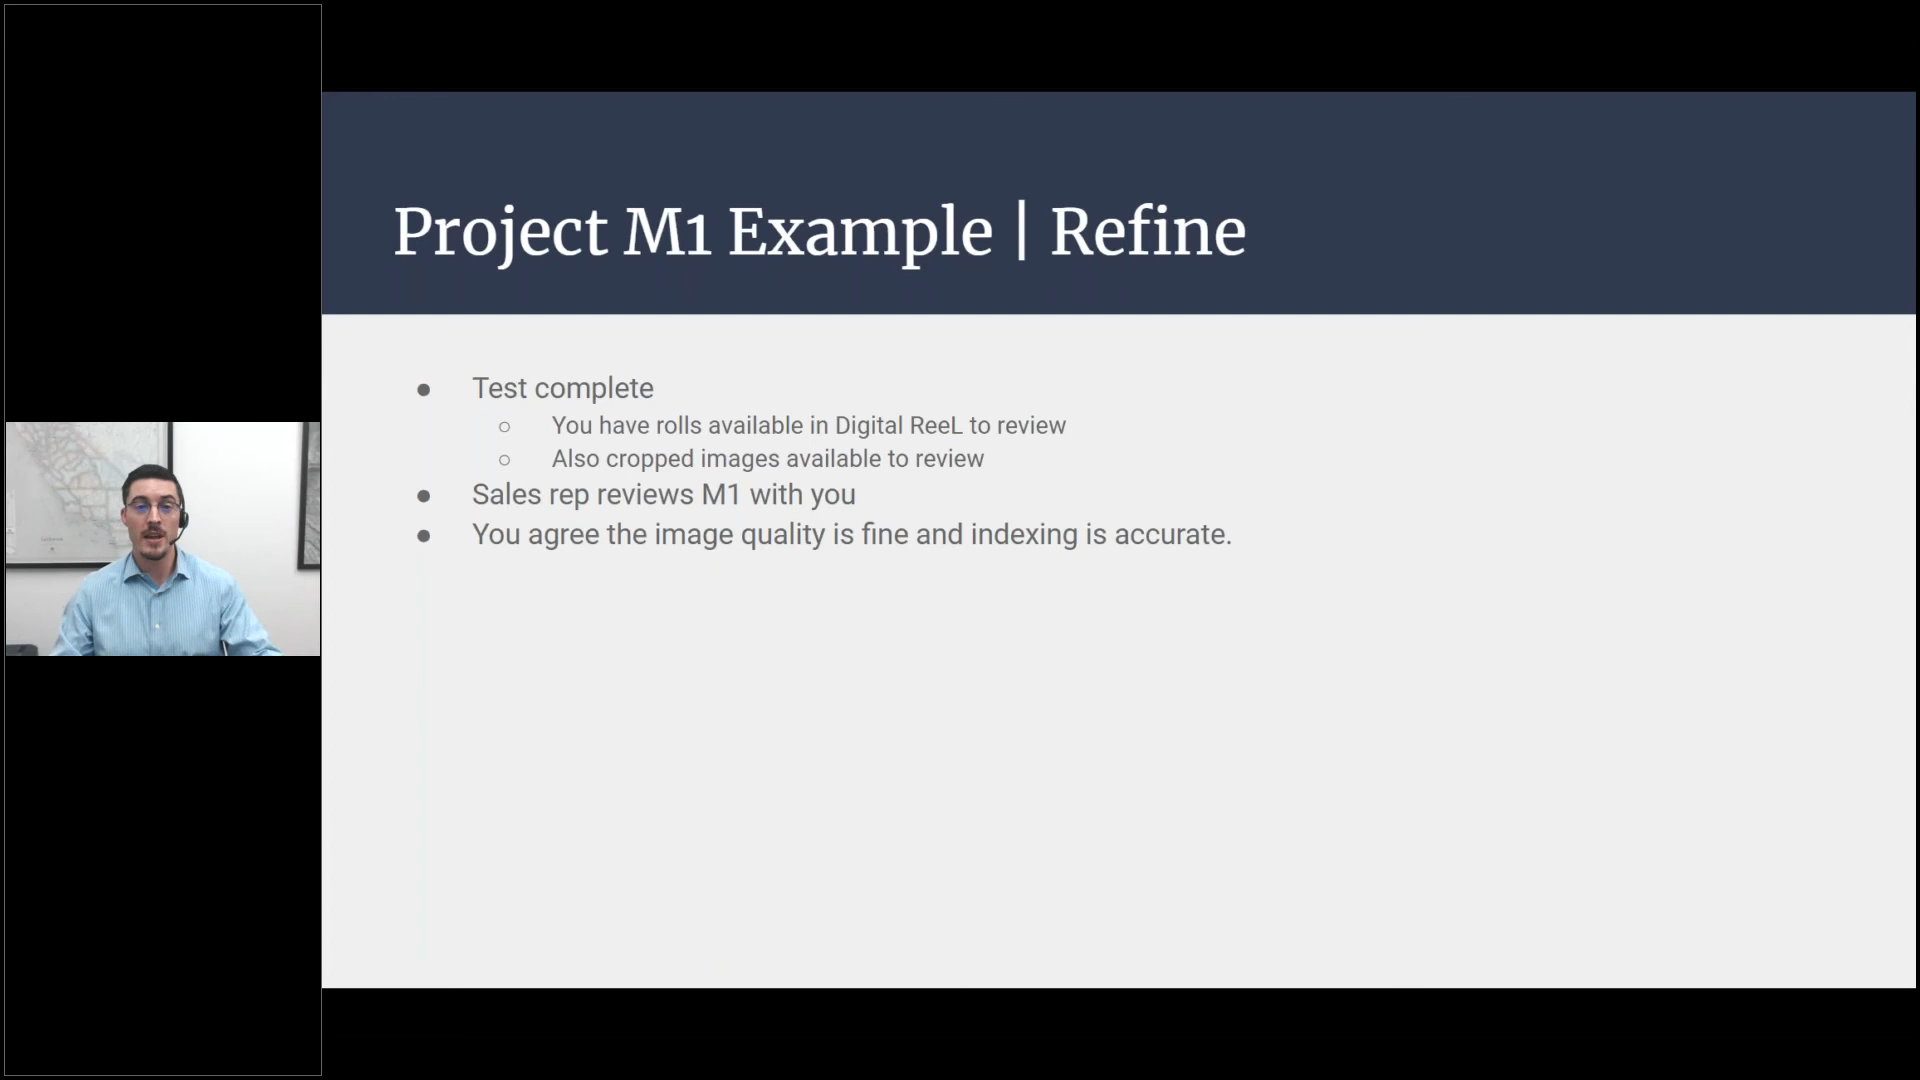 Project M1 Example | Refine
● Test complete
○ You have rolls available in Digital ReeL to review
○ Also cropped images available to review
● Sales rep reviews M1 with you
● You agree the image quality is fine and indexing is accurate.